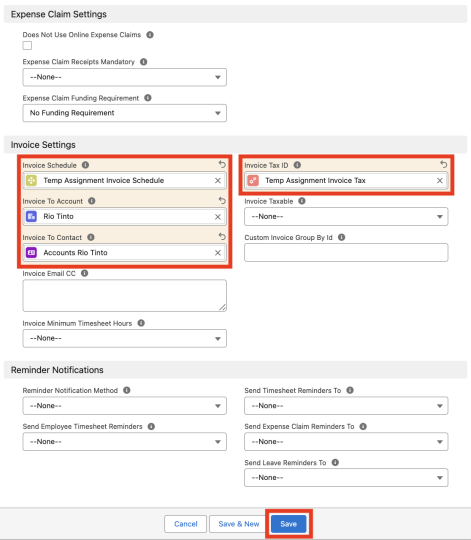 Expense Claim Settings
Does Not Use Online Expense Claims
Expense Claim Receipts Mandatory
--None--
Expense Claim Funding Requirement
No Funding Requirement
Invoice Settings
Invoice Schedule
Temp Assignment Invoice Schedule
Invoice Tax ID
Temp Assignment Invoice Tax
Invoice To Account
Rio Tinto
Invoice Taxable
--None--
Invoice To Contact
Accounts Rio Tinto
Custom Invoice Group By Id
Invoice Email CC
Invoice Minimum Timesheet Hours
--None--
Reminder Notifications
Reminder Notification Method
--None--
Send Timesheet Reminders To
--None--
Send Employee Timesheet Reminders
--None--
Send Expense Claim Reminders To
--None--
Send Leave Reminders To
--None--
Cancel
Save & New
Save